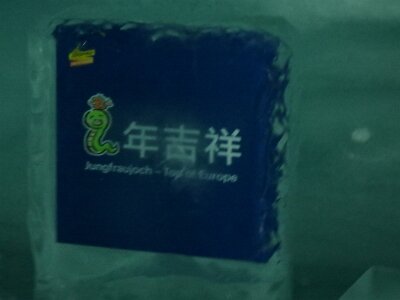 年吉祥
Jungfraujoch - Top of Europe